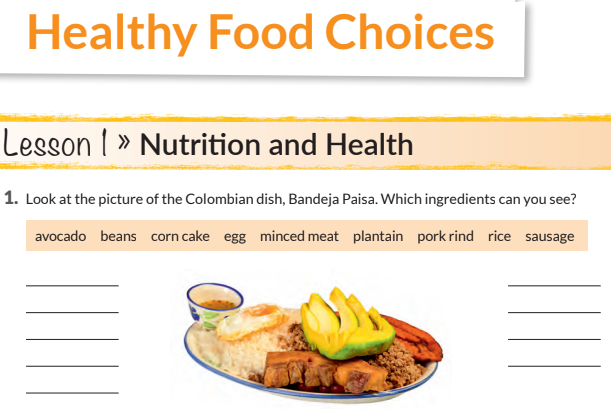 Healthy Food Choices
Lesson 1 » Nutrition and Health
1. Look at the picture of the Colombian dish, Bandeja Paisa. Which ingredients can you see?
avocado beans corn cake egg minced meat plantain pork rind rice sausage